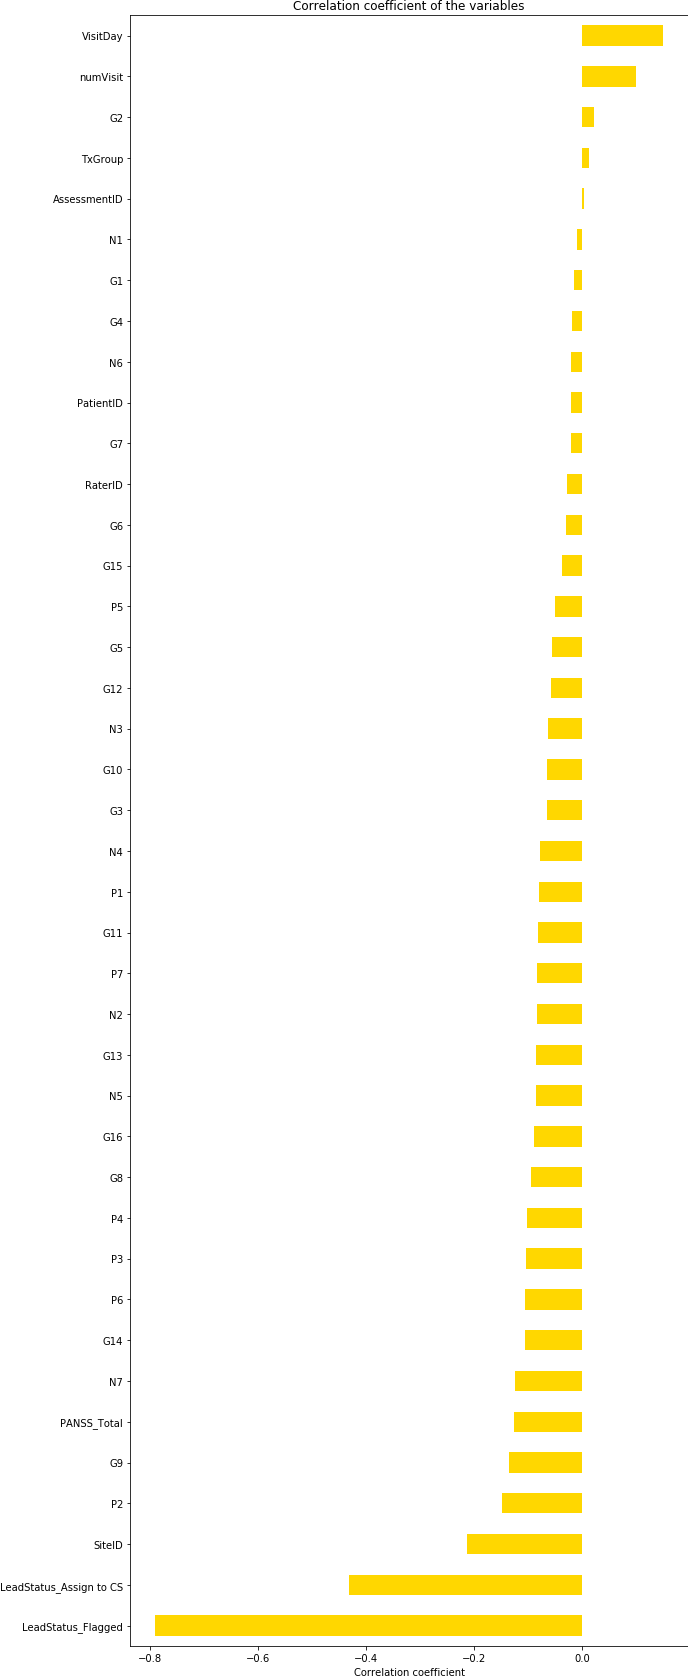 Correlation coefficient of the variables
VisitDay
numVisit
G2
TxGroup
AssessmentID
N1
G1
G4
N6
PatientID
G7
RaterID
G6
G15
P5
G5
G12
N3
G10
G3
N4
P1
G11
P7
N2
G13
N5
G16
G8
P4
P3
P6
G14
N7
PANSS_Total
G9
P2
SiteID
LeadStatus_Assign to CS
LeadStatus_Flagged
−0.8 −0.6 −0.4 −0.2 0.0
Correlation coefficient